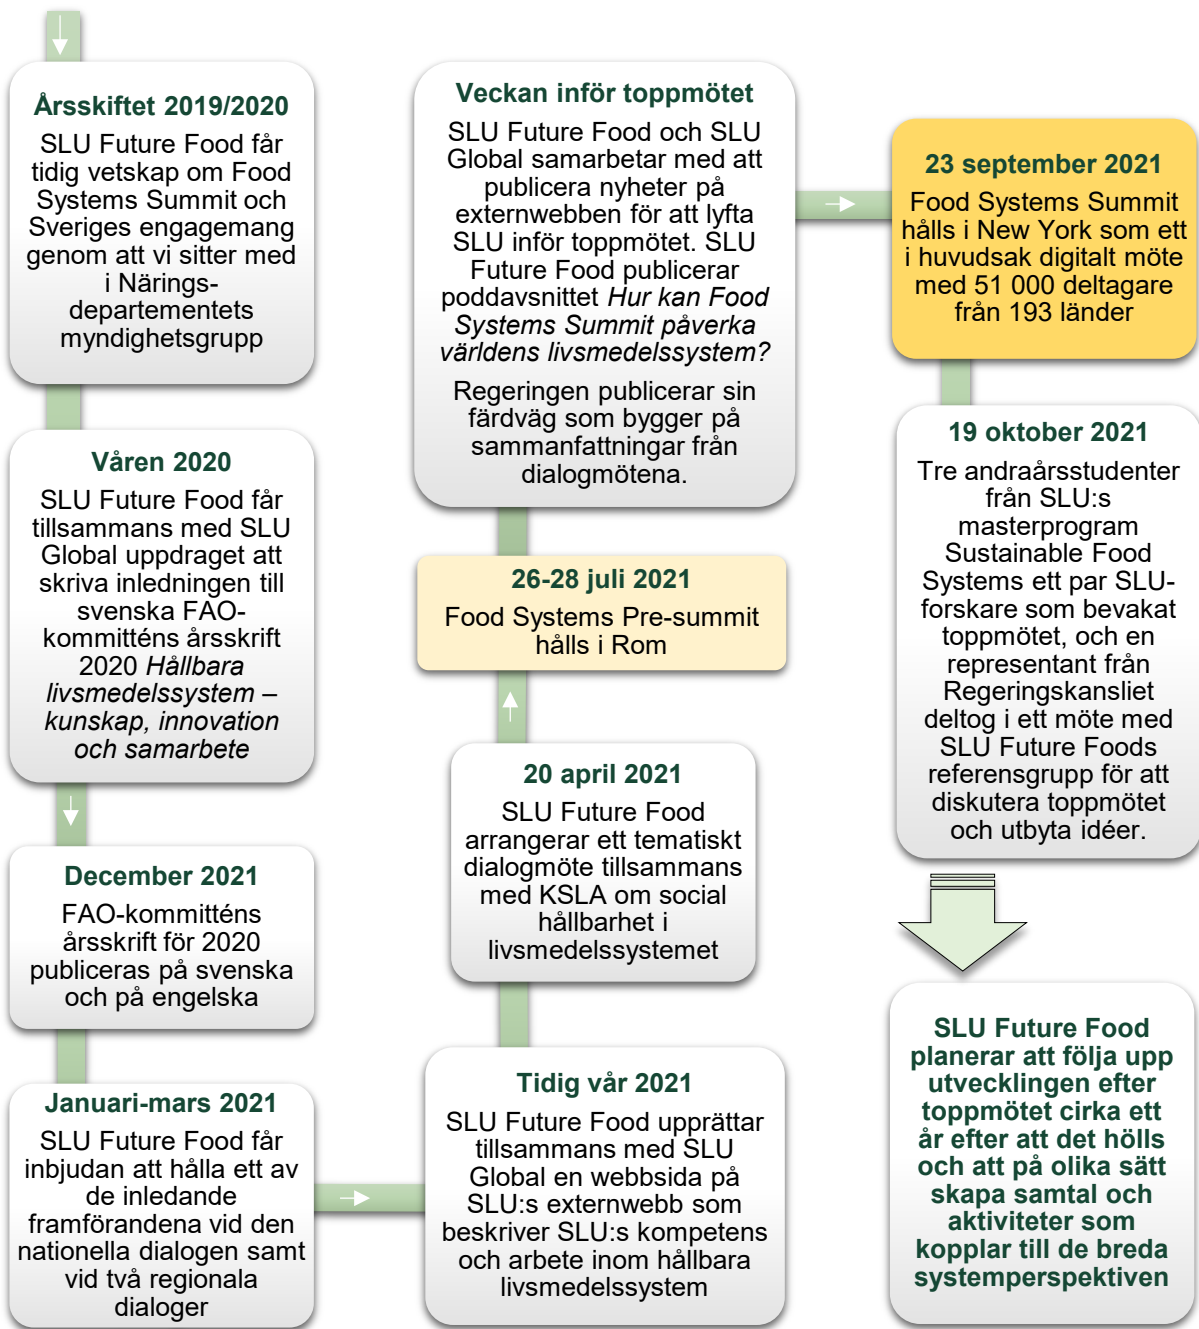 Årsskiftet 2019/2020
SLU Future Food får
tidig vetskap om Food
Systems Summit och
Sveriges engagemang
genom att vi sitter med
i Närings-
departementets
myndighetsgrupp
Våren 2020
SLU Future Food får
tillsammans med SLU
Global uppdraget att
skriva inledningen till
svenska FAO-
kommitténs årsskrift
2020 Hållbara
livsmedelssystem –
kunskap, innovation
och samarbete
December 2021
FAO-kommitténs
årsskrift för 2020
publiceras på svenska
och på engelska
Januari-mars 2021
SLU Future Food får
inbjudan att hålla ett av
de inledande
framförandena vid den
nationella dialogen samt
vid två regionala
dialoger
Tidig vår 2021
SLU Future Food upprättar
tillsammans med SLU
Global en webbsida på
SLU:s externwebb som
beskriver SLU:s kompetens
och arbete inom hållbara
livsmedelssystem
20 april 2021
SLU Future Food
arrangerar ett tematiskt
dialogmöte tillsammans
med KSLA om social
hållbarhet i
livsmedelssystemet
26-28 juli 2021
Food Systems Pre-summit
hålls i Rom
Veckan inför toppmötet
SLU Future Food och SLU
Global samarbetar med att
publicera nyheter på
externwebben för att lyfta
SLU inför toppmötet. SLU
Future Food publicerar
poddavsnittet Hur kan Food
Systems Summit påverka
världens livsmedelssystem?
Regeringen publicerar sin
färdväg som bygger på
sammanfattningar från
dialogmötena.
23 september 2021
Food Systems Summit
hålls i New York som ett
i huvudsak digitalt möte
med 51 000 deltagare
från 193 länder
19 oktober 2021
Tre andraårsstudenter
från SLU:s
masterprogram
Sustainable Food
Systems ett par SLU-
forskare som bevakat
toppmötet, och en
representant från
Regeringskansliet
deltog i ett möte med
SLU Future Foods
referensgrupp för att
diskutera toppmötet
och utbyta idéer.
SLU Future Food
planerar att följa upp
utvecklingen efter
toppmötet cirka ett
år efter att det hölls
och att på olika sätt
skapa samtal och
aktiviteter som
kopplar till de breda
systemperspektiven